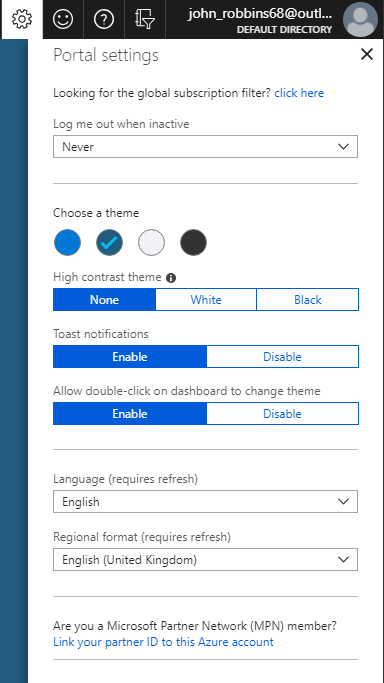 john_robbins68@outl...
DEFAULT DIRECTORY
Portal settings
Looking for the global subscription filter? click here
Log me out when inactive
Never
Choose a theme
High contrast theme
None White Black
Toast notifications
Enable Disable
Allow double-click on dashboard to change theme
Enable Disable
Language (requires refresh)
English
Regional format (requires refresh)
English (United Kingdom)
Are you a Microsoft Partner Network (MPN) member?
Link your partner ID to this Azure account